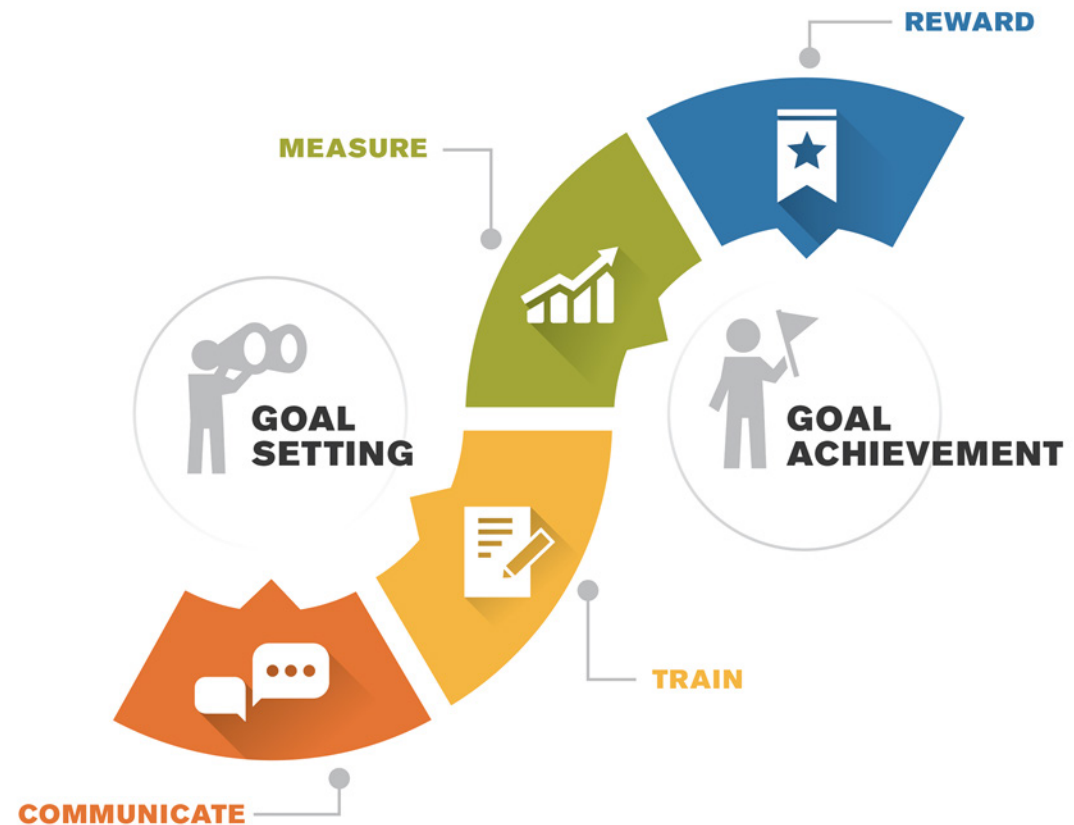 REWARD
MEASURE
GOAL
SETTING
GOAL
ACHIEVEMENT
TRAIN
COMMUNICATE